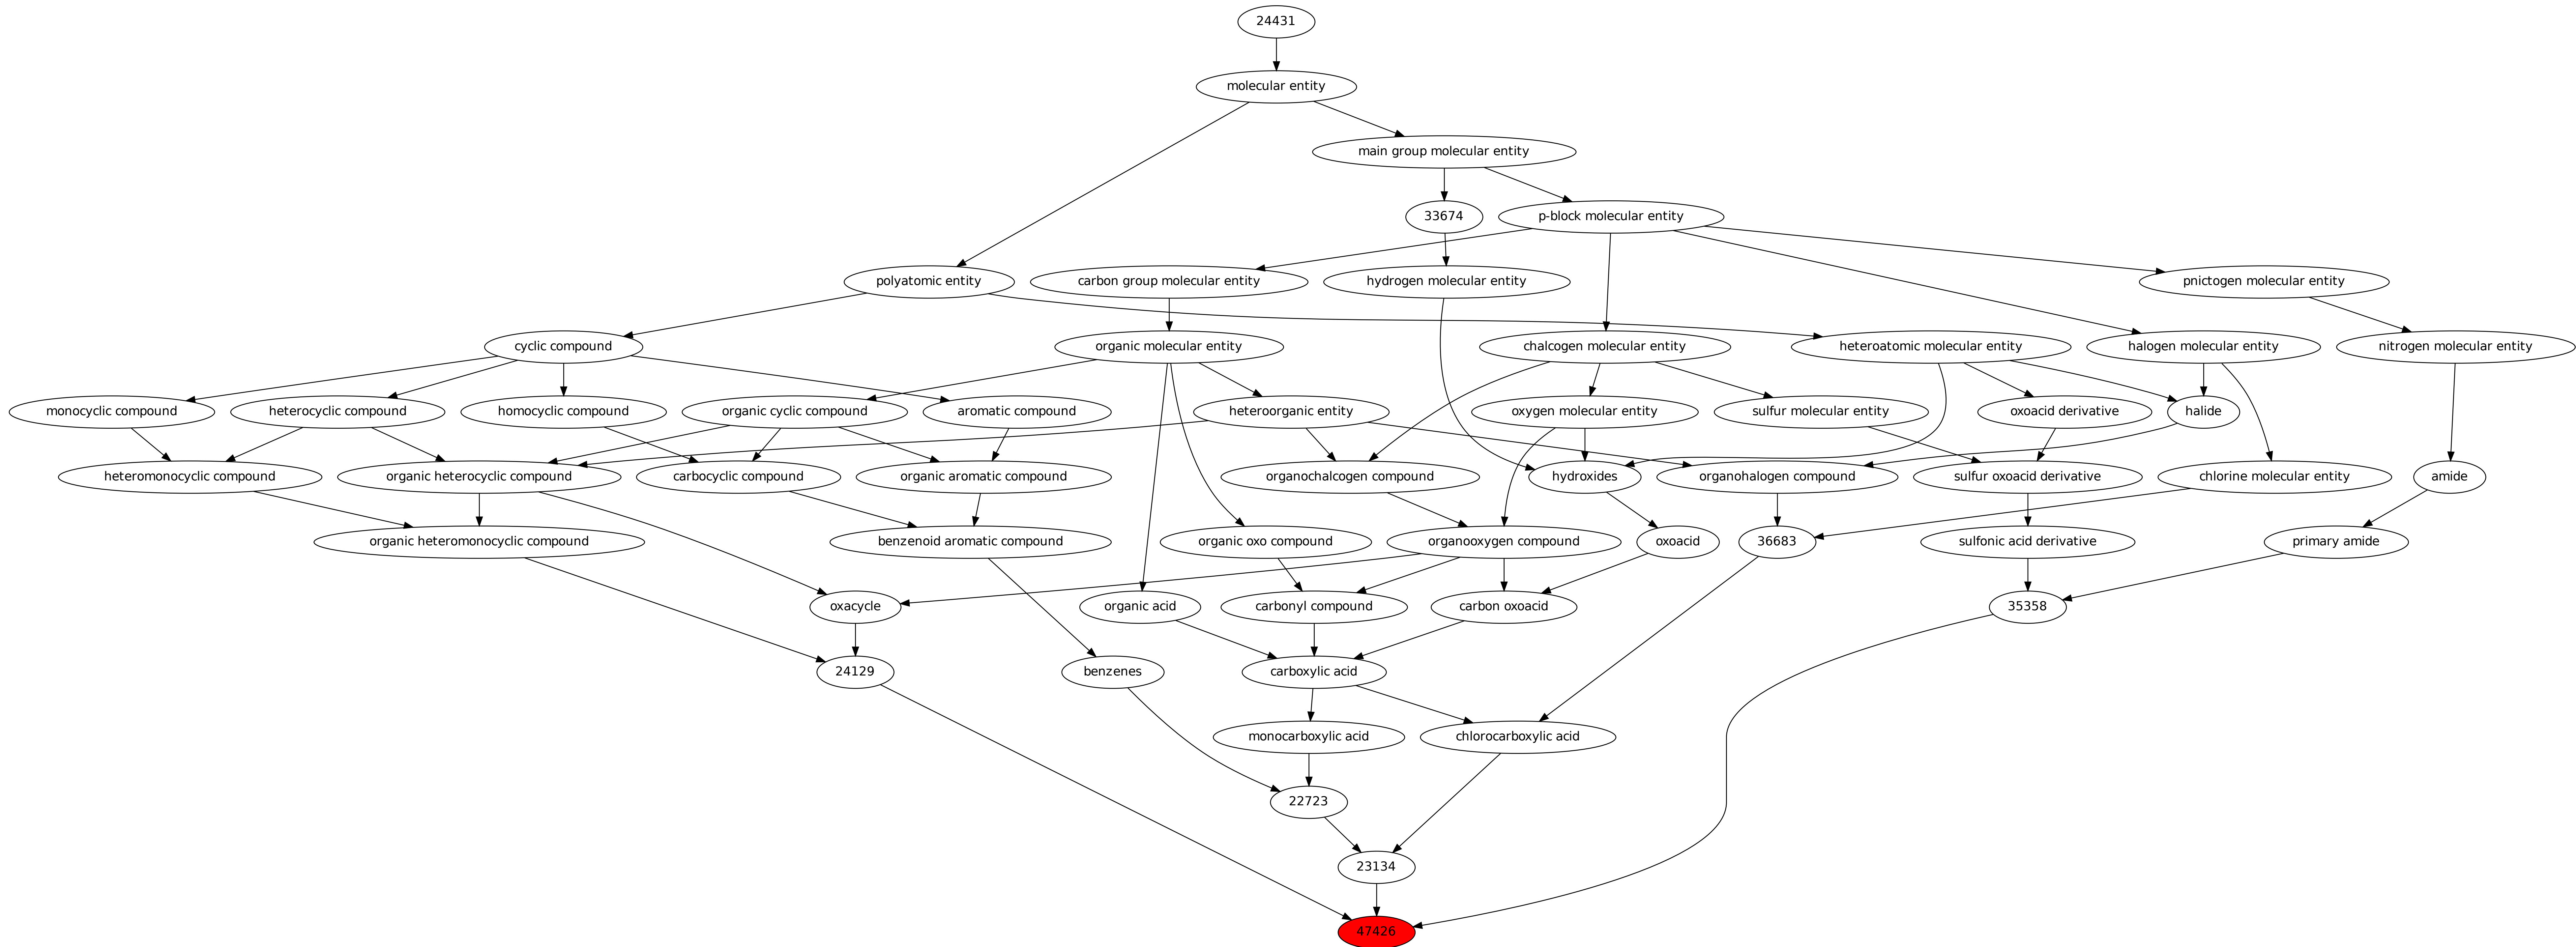 24431
molecular entity
main group molecular entity
33674
p-block molecular entity
polyatomic entity
carbon group molecular entity
hydrogen molecular entity
pnictogen molecular entity
cyclic compound
organic molecular entity
chalcogen molecular entity
heteroatomic molecular entity
halogen molecular entity
nitrogen molecular entity
monocyclic compound
heterocyclic compound
homocyclic compound
organic cyclic compound
aromatic compound
heteroorganic entity
oxygen molecular entity
sulfur molecular entity
oxoacid derivative
halide
heteromonocyclic compound
organic heterocyclic compound
carbocyclic compound
organic aromatic compound
organochalcogen compound
hydroxides
organohalogen compound
sulfur oxoacid derivative
chlorine molecular entity
amide
organic heteromonocyclic compound
benzenoid aromatic compound
organic oxo compound
organooxygen compound
oxoacid
36683
sulfonic acid derivative
primary amide
oxacycle
organic acid
carbonyl compound
carbon oxoacid
35358
24129
benzenes
carboxylic acid
monocarboxylic acid
chlorocarboxylic acid
22723
23134
47426